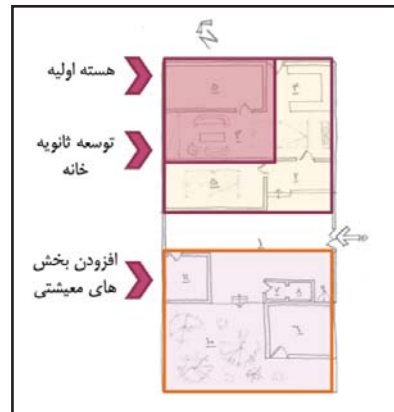 هسته اولیه
توسعه ثانویه
خانه
افزودن بخش
های معیشتی